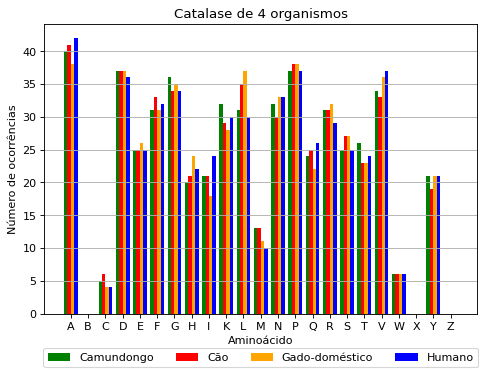 Catalase de 4 organismos
Número de ocorrências
40
35
30
25
20
15
10
5
0
A B C D E F G H I K L M N P Q R S T V W X Y Z
Aminoácido
Camundongo Cão Gado-doméstico Humano